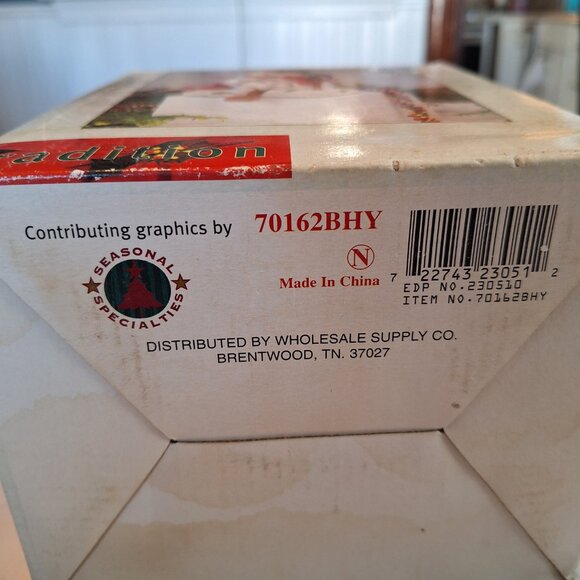 adition
Contributing graphics by
SEASONAL
SPECIALTIES
70162BHY
N
Made In China
7 22743 23051 2
EDP NO.230510
ITEM NO.70162BHY
DISTRIBUTED BY WHOLESALE SUPPLY CO.
BRENTWOOD, TN. 37027